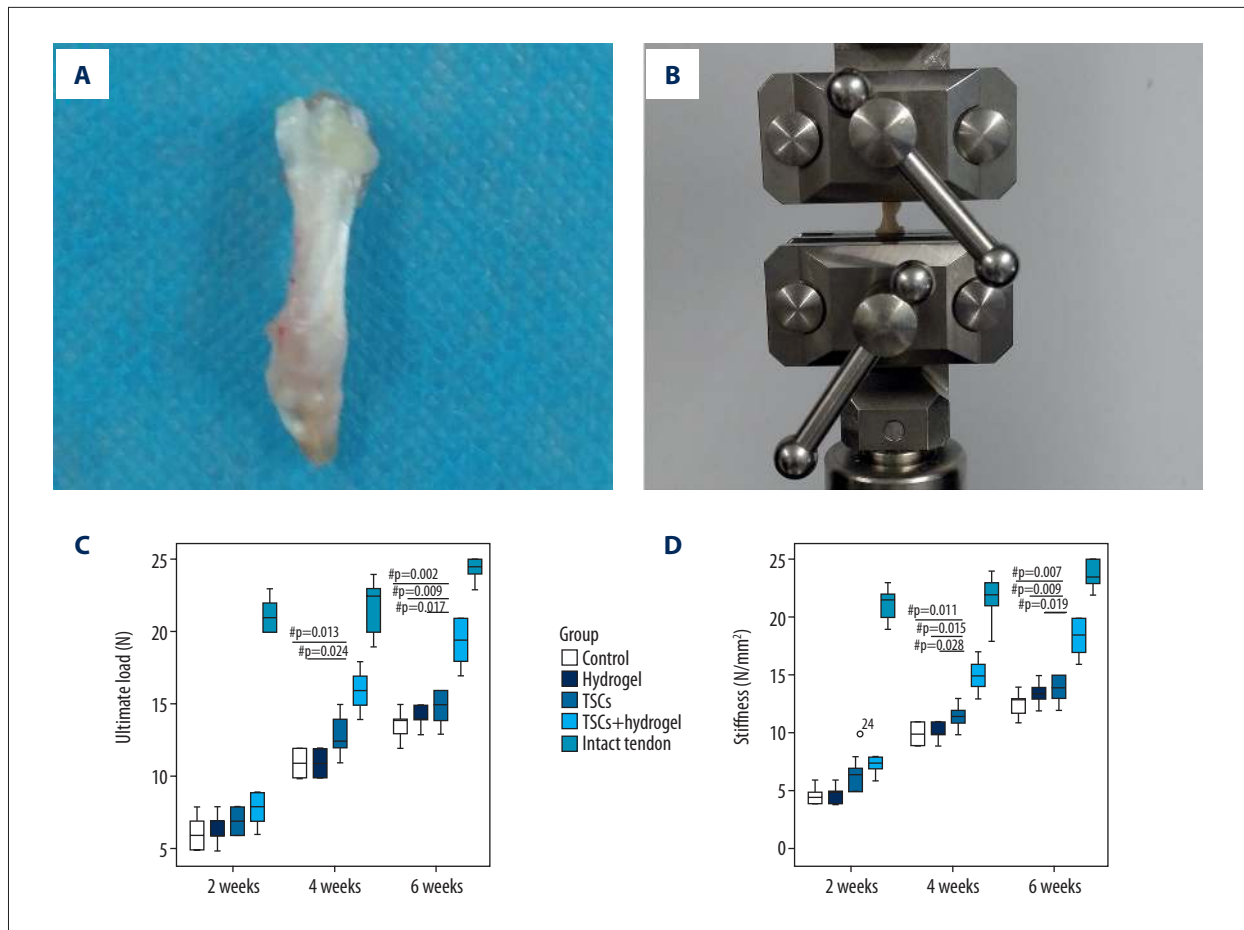 A
B
C
Ultimate load (N)
25
20
15
10
5
#p=0.013
#p=0.024
#p=0.002
#p=0.009
#p=0.017
2 weeks
4 weeks
6 weeks
Group
Control
Hydrogel
TSCs
TSCs+hydrogel
Intact tendon
D
Stiffness (N/mm²)
25
20
15
10
5
0
24
#p=0.011
#p=0.015
#p=0.028
#p=0.007
#p=0.009
#p=0.019
2 weeks
4 weeks
6 weeks